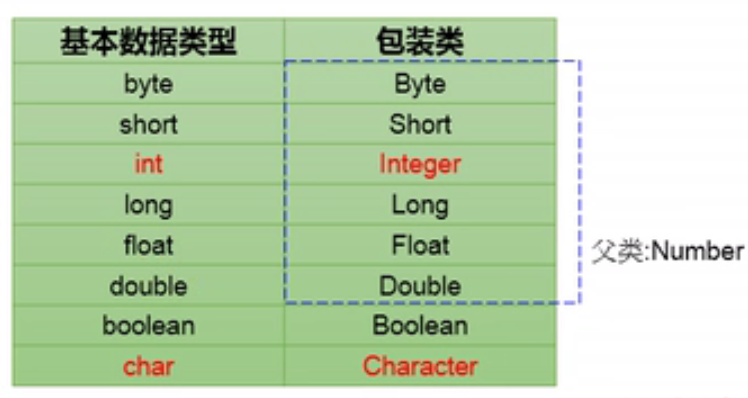 基本数据类型 包装类
byte Byte
short Short
int Integer
long Long
float Float
父类:Number
double Double
boolean Boolean
char Character